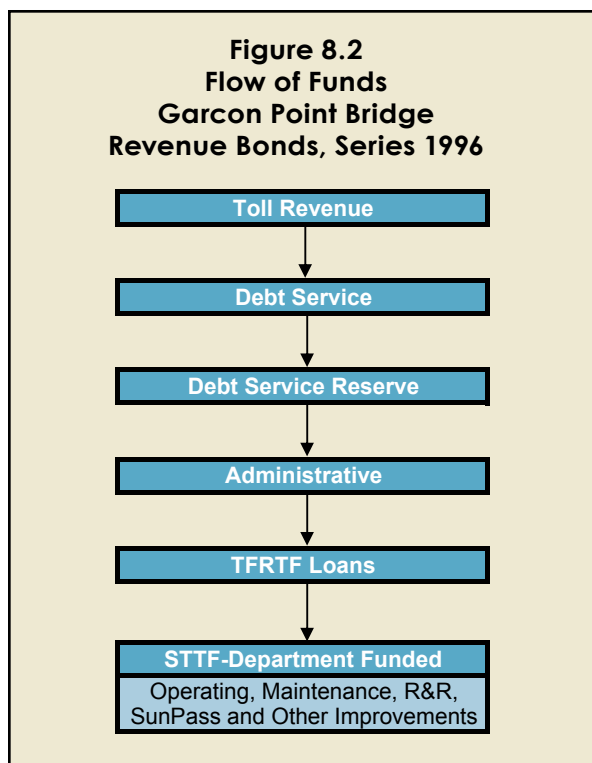 Figure 8.2
Flow of Funds
Garcon Point Bridge
Revenue Bonds, Series 1996
Toll Revenue
Debt Service
Debt Service Reserve
Administrative
TFRTF Loans
STTF-Department Funded
Operating, Maintenance, R&R,
SunPass and Other Improvements